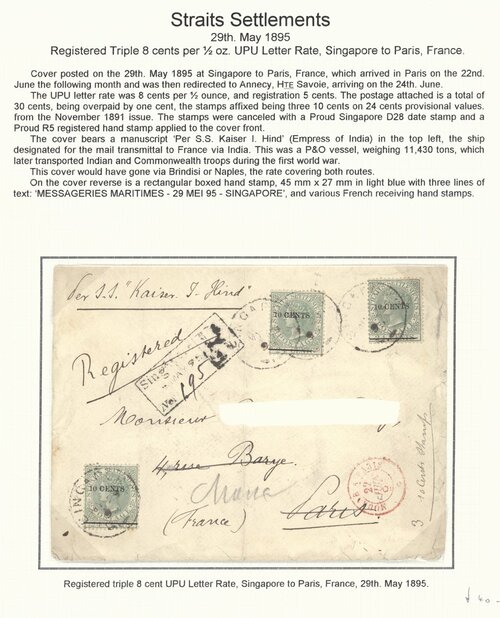 Straits Settlements
29th. May 1895
Registered Triple 8 cents per ½ oz. UPU Letter Rate, Singapore to Paris, France.
Cover posted on the 29th. May 1895 at Singapore to Paris, France, which arrived in Paris on the 22nd.
June the following month and was then redirected to Annecy, HTE Savoie, arriving on the 24th. June.
The UPU letter rate was 8 cents per ½ ounce, and registration 5 cents. The postage attached is a total of
30 cents, being overpaid by one cent, the stamps affixed being three 10 cents on 24 cents provisional values.
from the November 1891 issue. The stamps were canceled with a Proud Singapore D28 date stamp and a
Proud R5 registered hand stamp applied to the cover front.
The cover bears a manuscript 'Per S.S. Kaiser I. Hind' (Empress of India) in the top left, the ship
designated for the mail transmittal to France via India. This was a P&O vessel, weighing 11,430 tons, which
later transported Indian and Commonwealth troops during the first world war.
This cover would have gone via Brindisi or Naples, the rate covering both routes.
On the cover reverse is a rectangular boxed hand stamp, 45 mm x 27 mm in light blue with three lines of
text: 'MESSAGERIES MARITIMES - 29 MEI 95 - SINGAPORE', and various French receiving hand stamps.
Per S.S. "Kaiser-I-Hind"
10 CENTS
10 CENTS
Registered
195
Monsieur
4, rue Barye
10 CENTS
(France)
Paris
3 10 Cents Stamps
Registered triple 8 cent UPU Letter Rate, Singapore to Paris, France, 29th. May 1895.